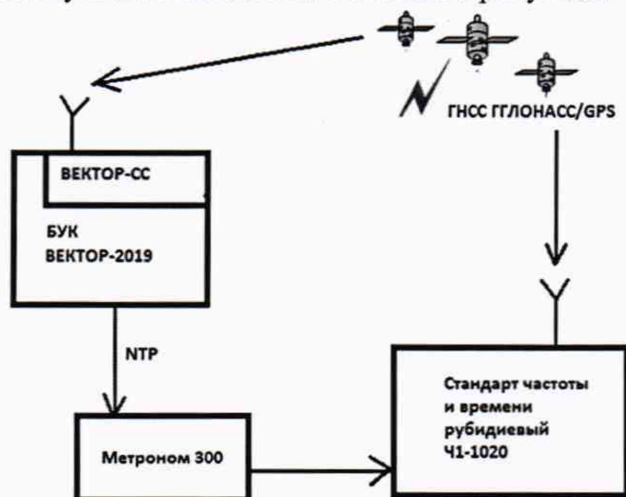 ГНСС ГГЛОНАСС/GPS
ВЕКТОР-СС
БУК
ВЕКТОР-2019
NTP
Метроном 300
Стандарт частоты
и времени
рубидиевый
Ч1-1020